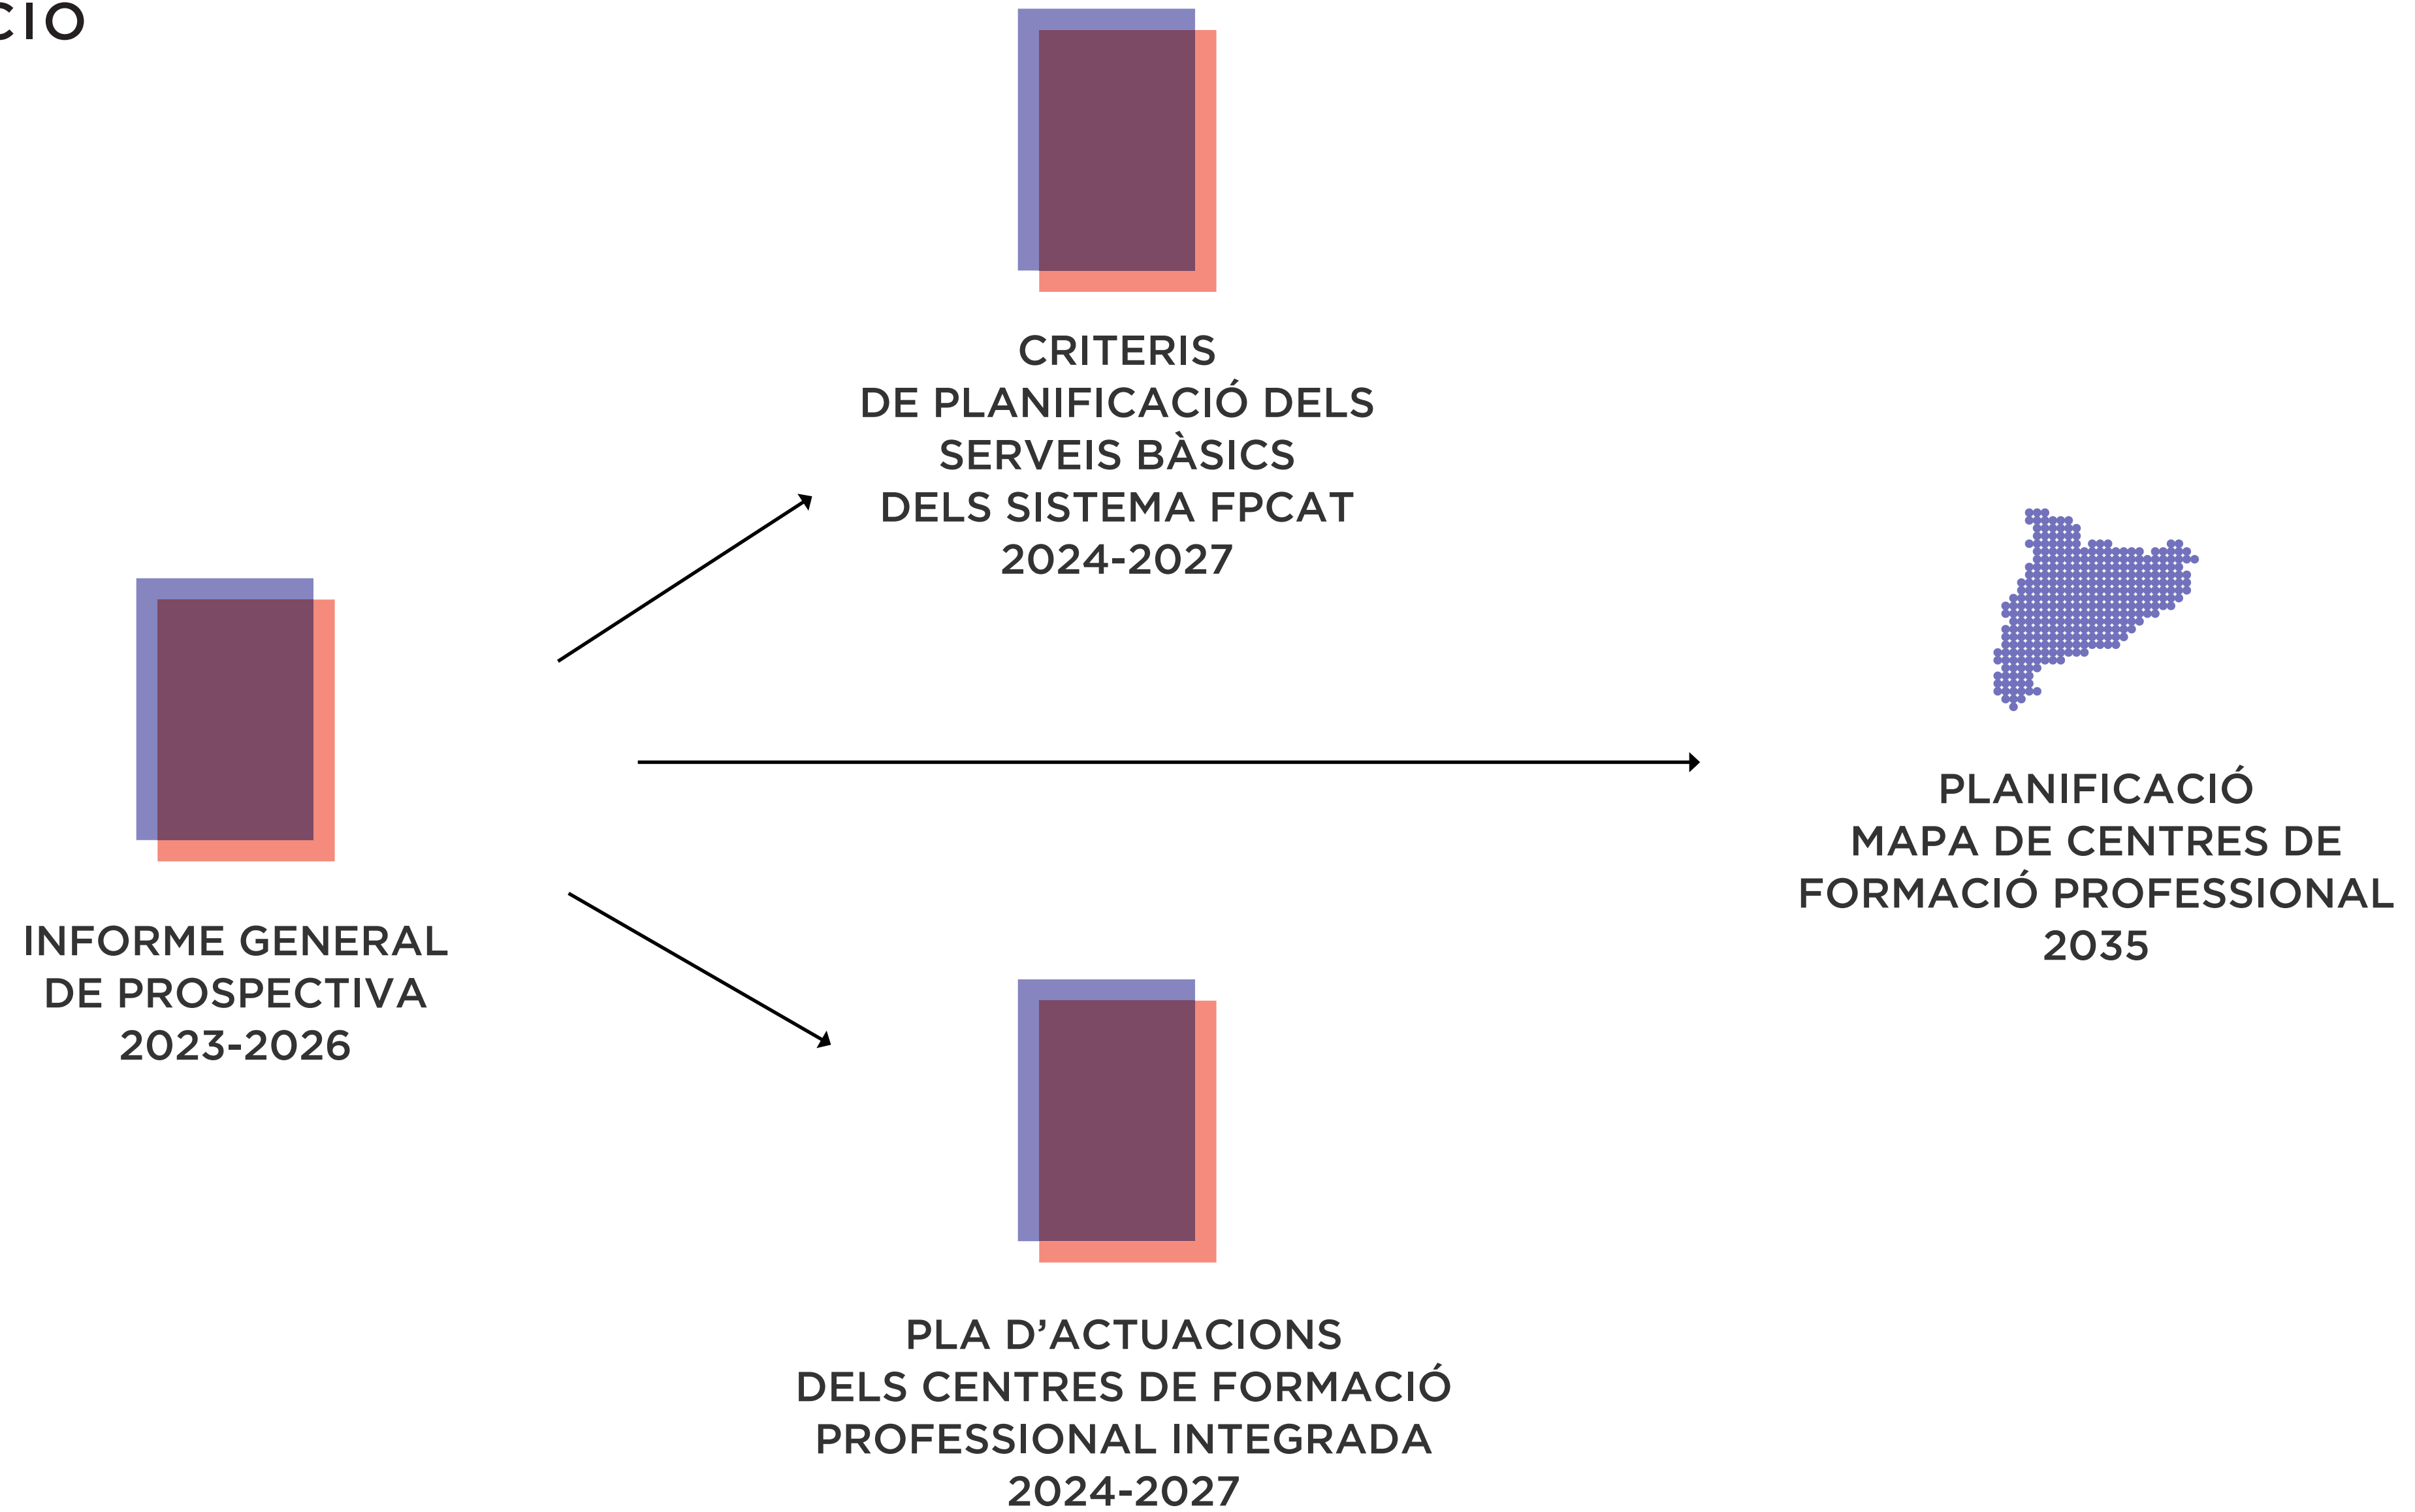 CRITERIS
DE PLANIFICACIÓ DELS
SERVEIS BÀSICS
DELS SISTEMA FPCAT
2024-2027
INFORME GENERAL
DE PROSPECTIVA
2023-2026
PLANIFICACIÓ
MAPA DE CENTRES DE
FORMACIÓ PROFESSIONAL
2035
PLA D’ACTUACIONS
DELS CENTRES DE FORMACIÓ
PROFESSIONAL INTEGRADA
2024-2027